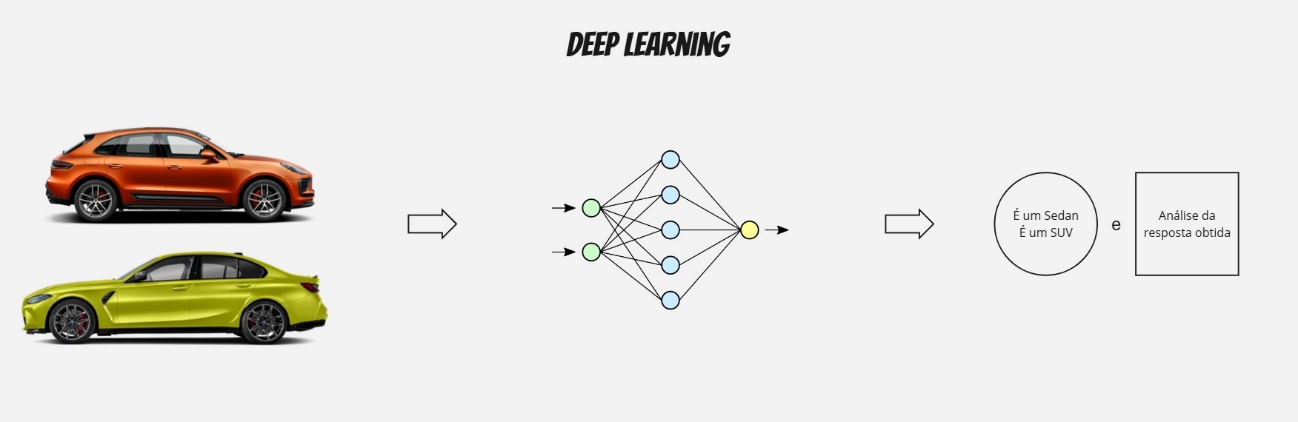 DEEP LEARNING
É um Sedan
É um SUV
e
Análise da
resposta obtida